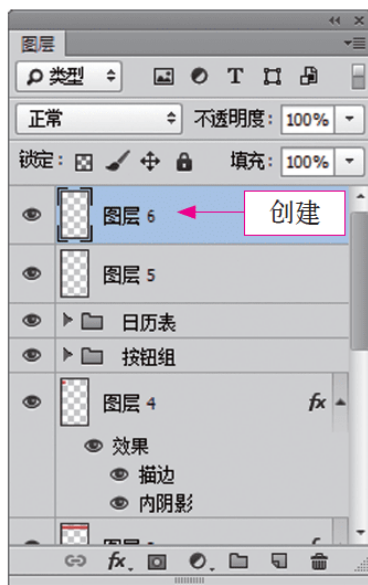 图层
类型
正常 不透明度: 100%
锁定: 填充: 100%
图层 6 创建
图层 5
日历表
按钮组
图层 4 fx
效果
描边
内阴影
fx